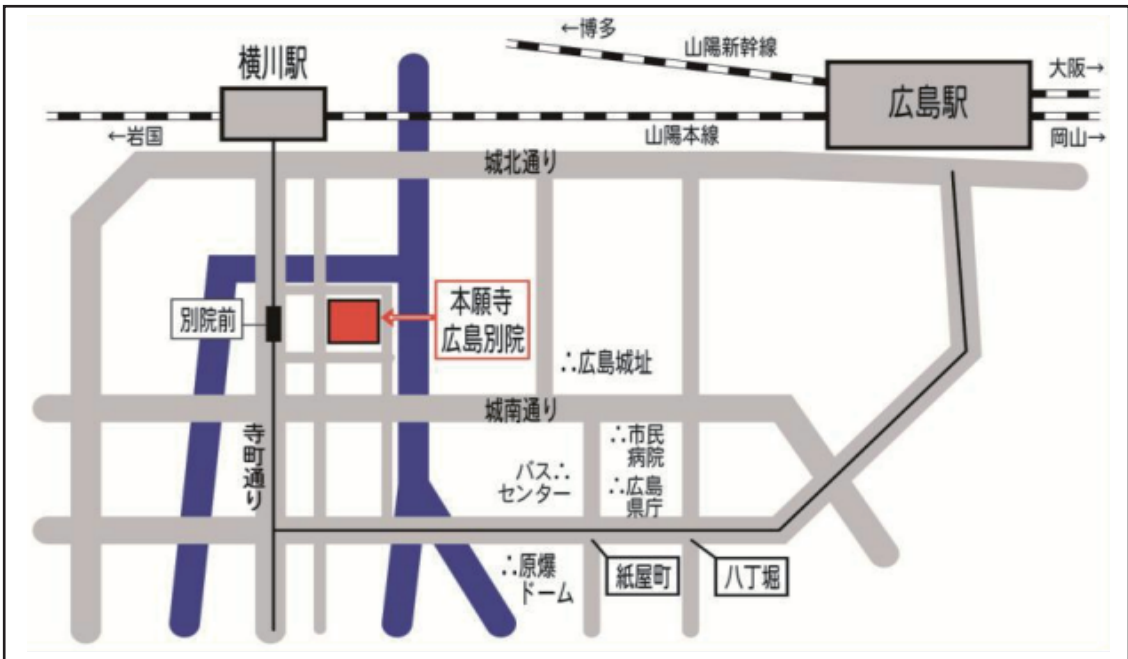 ←博多
山陽新幹線
横川駅
大阪→
広島駅
←岩国
山陽本線
岡山→
城北通り
別院前
本願寺
広島別院
∴広島城址
城南通り
寺町通り
∴市民
病院
バス∴
センター
∴広島
県庁
∴原爆
ドーム
紙屋町
八丁堀